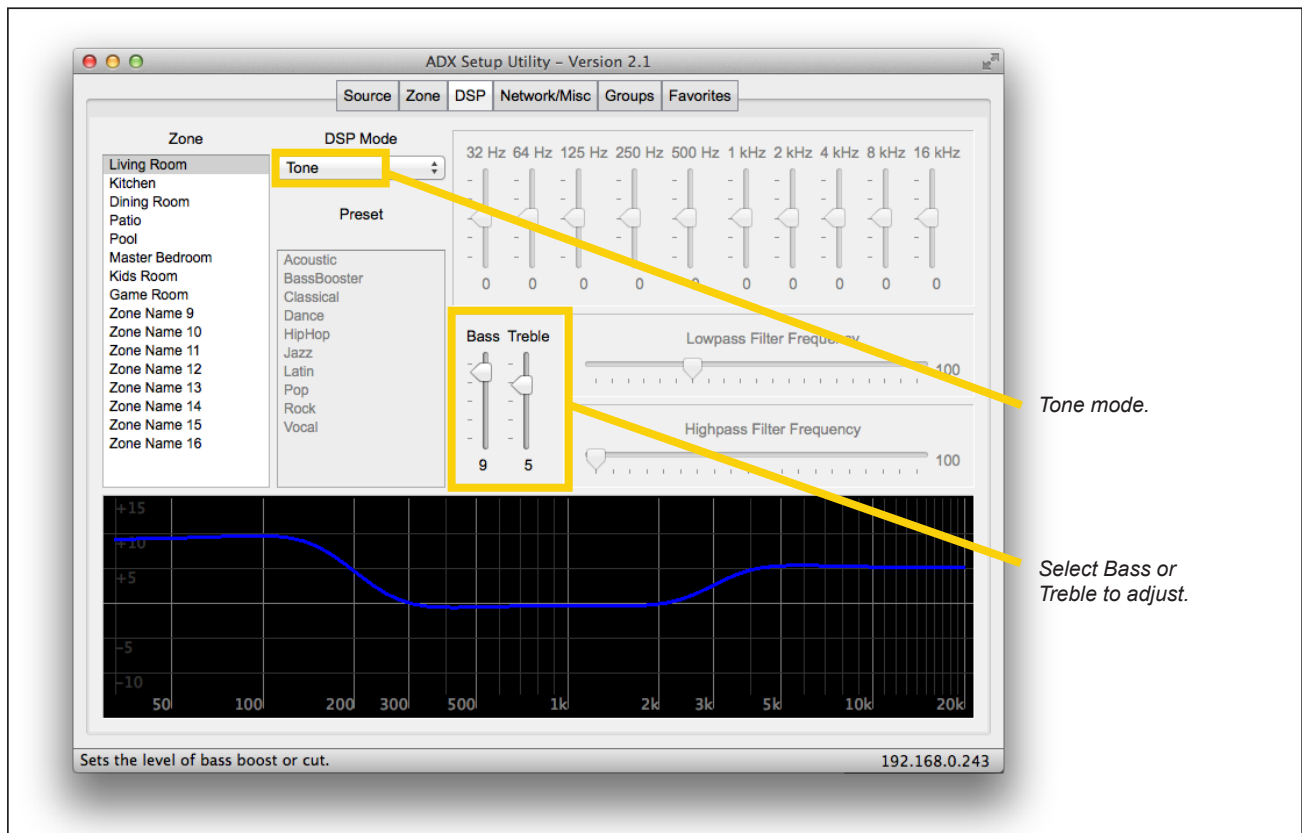 ADX Setup Utility – Version 2.1
Source Zone DSP Network/Misc Groups Favorites
Zone
Living Room
Kitchen
Dining Room
Patio
Pool
Master Bedroom
Kids Room
Game Room
Zone Name 9
Zone Name 10
Zone Name 11
Zone Name 12
Zone Name 13
Zone Name 14
Zone Name 15
Zone Name 16
DSP Mode
Tone
Preset
Acoustic
BassBooster
Classical
Dance
HipHop
Jazz
Latin
Pop
Rock
Vocal
32 Hz 64 Hz 125 Hz 250 Hz 500 Hz 1 kHz 2 kHz 4 kHz 8 kHz 16 kHz
0 0 0 0 0 0 0 0 0 0
Bass Treble
9 5
Lowpass Filter Frequency
100
Highpass Filter Frequency
100
Tone mode.
Select Bass or
Treble to adjust.
+15
+10
+5
-5
-10
50 100 200 300 500 1k 2k 3k 5k 10k 20k
Sets the level of bass boost or cut.
192.168.0.243